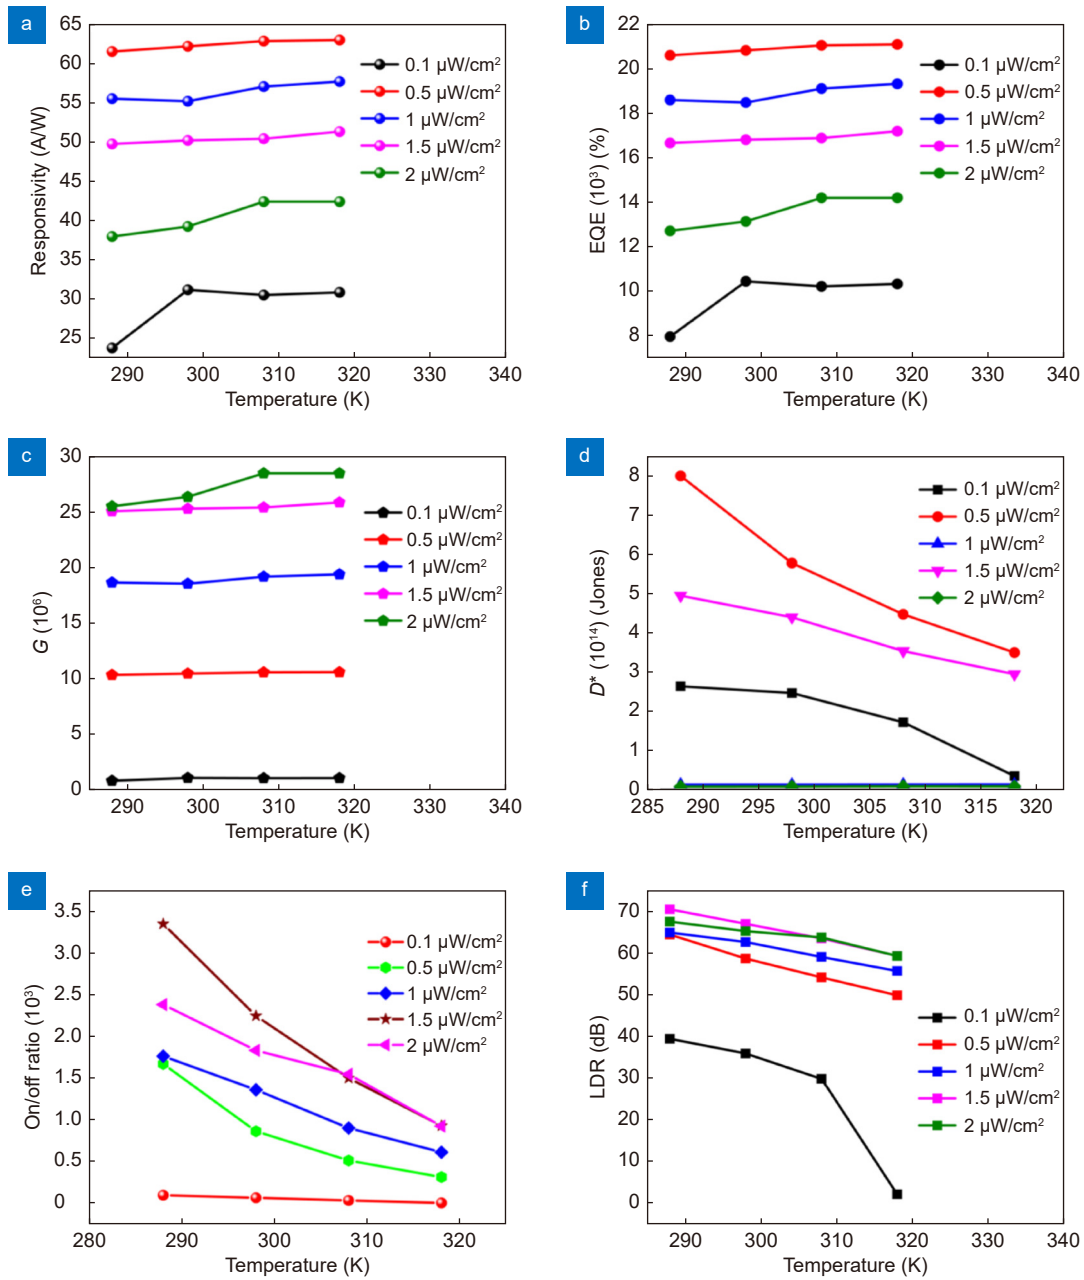 a
65
60
55
50
45
40
35
30
25
Responsivity (A/W)
0.1 μW/cm²
0.5 μW/cm²
1 μW/cm²
1.5 μW/cm²
2 μW/cm²
290 300 310 320 330 340
Temperature (K)
b
22
20
18
16
14
12
10
8
EQE (10³) (%)
0.1 μW/cm²
0.5 μW/cm²
1 μW/cm²
1.5 μW/cm²
2 μW/cm²
290 300 310 320 330 340
Temperature (K)
c
30
25
20
15
10
5
0
G (10⁶)
0.1 μW/cm²
0.5 μW/cm²
1 μW/cm²
1.5 μW/cm²
2 μW/cm²
290 300 310 320 330 340
Temperature (K)
d
8
7
6
5
4
3
2
1
0
D* (10¹⁴) (Jones)
0.1 μW/cm²
0.5 μW/cm²
1 μW/cm²
1.5 μW/cm²
2 μW/cm²
285 290 295 300 305 310 315 320
Temperature (K)
e
3.5
3.0
2.5
2.0
1.5
1.0
0.5
0
On/off ratio (10³)
0.1 μW/cm²
0.5 μW/cm²
1 μW/cm²
1.5 μW/cm²
2 μW/cm²
280 290 300 310 320
Temperature (K)
f
70
60
50
40
30
20
10
0
LDR (dB)
0.1 μW/cm²
0.5 μW/cm²
1 μW/cm²
1.5 μW/cm²
2 μW/cm²
290 300 310 320 330 340
Temperature (K)